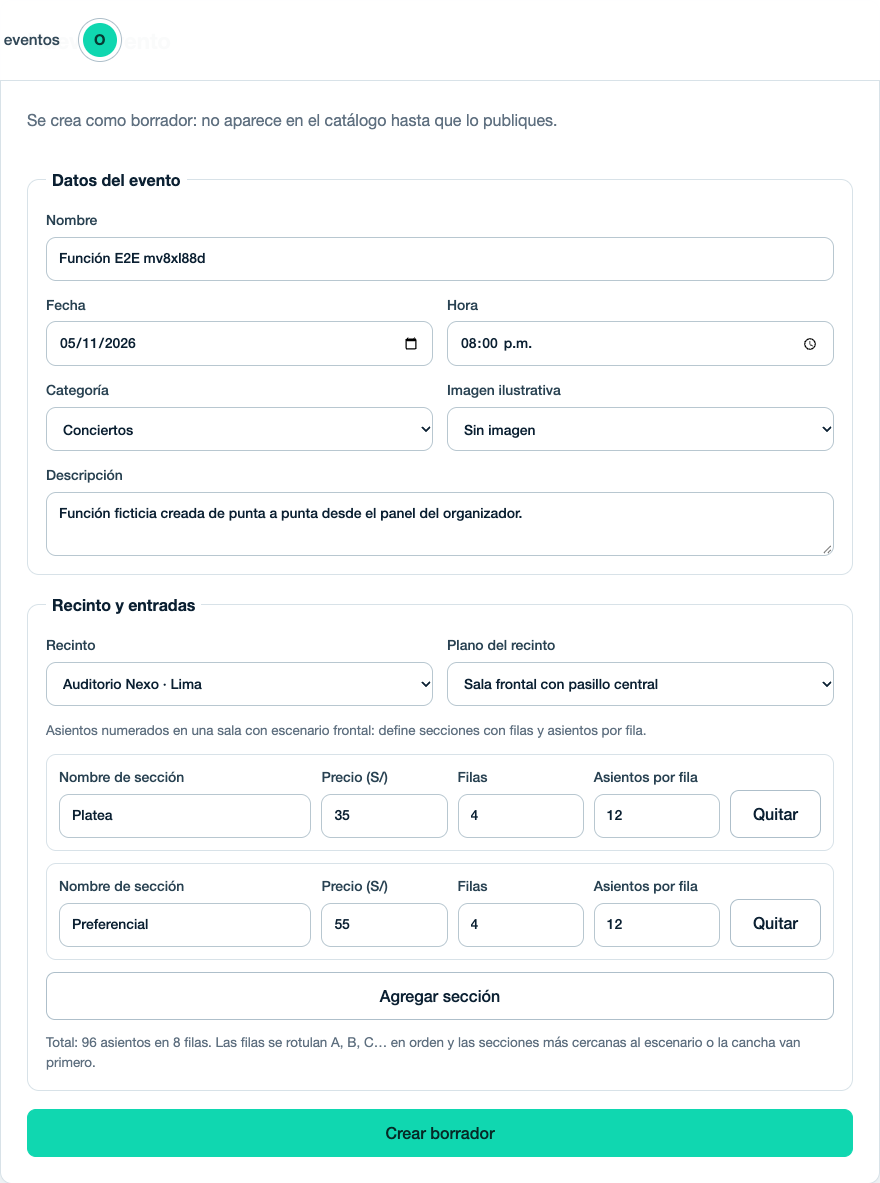 eventos
O
Se crea como borrador: no aparece en el catálogo hasta que lo publiques.
Datos del evento
Nombre
Función E2E mv8xl88d
Fecha
Hora
05/11/2026
08:00 p.m.
Categoría
Imagen ilustrativa
Conciertos
Sin imagen
Descripción
Función ficticia creada de punta a punta desde el panel del organizador.
Recinto y entradas
Recinto
Plano del recinto
Auditorio Nexo · Lima
Sala frontal con pasillo central
Asientos numerados en una sala con escenario frontal: define secciones con filas y asientos por fila.
Nombre de sección
Precio (S/)
Filas
Asientos por fila
Platea
35
4
12
Quitar
Nombre de sección
Precio (S/)
Filas
Asientos por fila
Preferencial
55
4
12
Quitar
Agregar sección
Total: 96 asientos en 8 filas. Las filas se rotulan A, B, C… en orden y las secciones más cercanas al escenario o la cancha van
primero.
Crear borrador